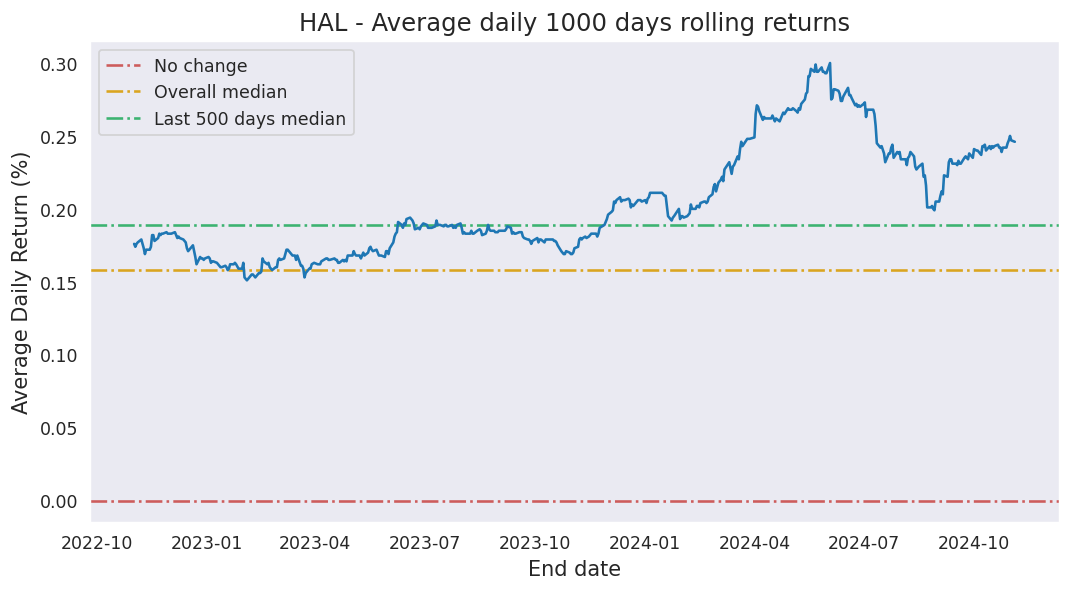 HAL - Average daily 1000 days rolling returns
No change
Overall median
Last 500 days median
Average Daily Return (%)
0.30
0.25
0.20
0.15
0.10
0.05
0.00
2022-10 2023-01 2023-04 2023-07 2023-10 2024-01 2024-04 2024-07 2024-10
End date